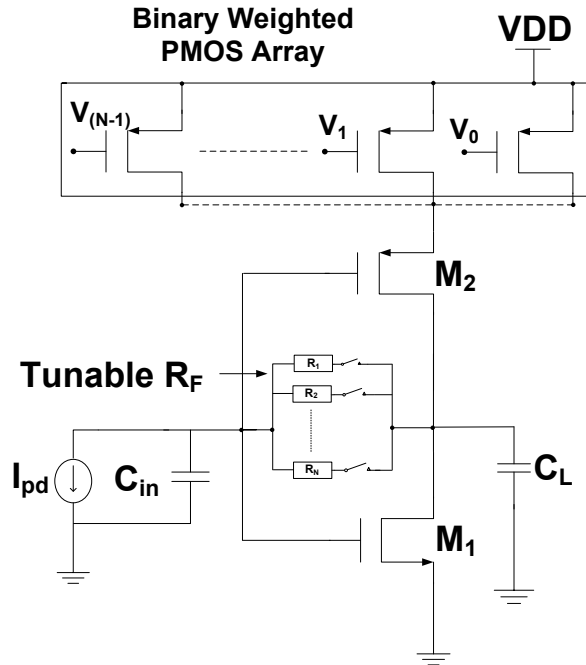 Binary Weighted
PMOS Array
VDD
V(N-1)
V1
V0
M2
Tunable RF
R1
R2
RN
Ipd
Cin
CL
M1